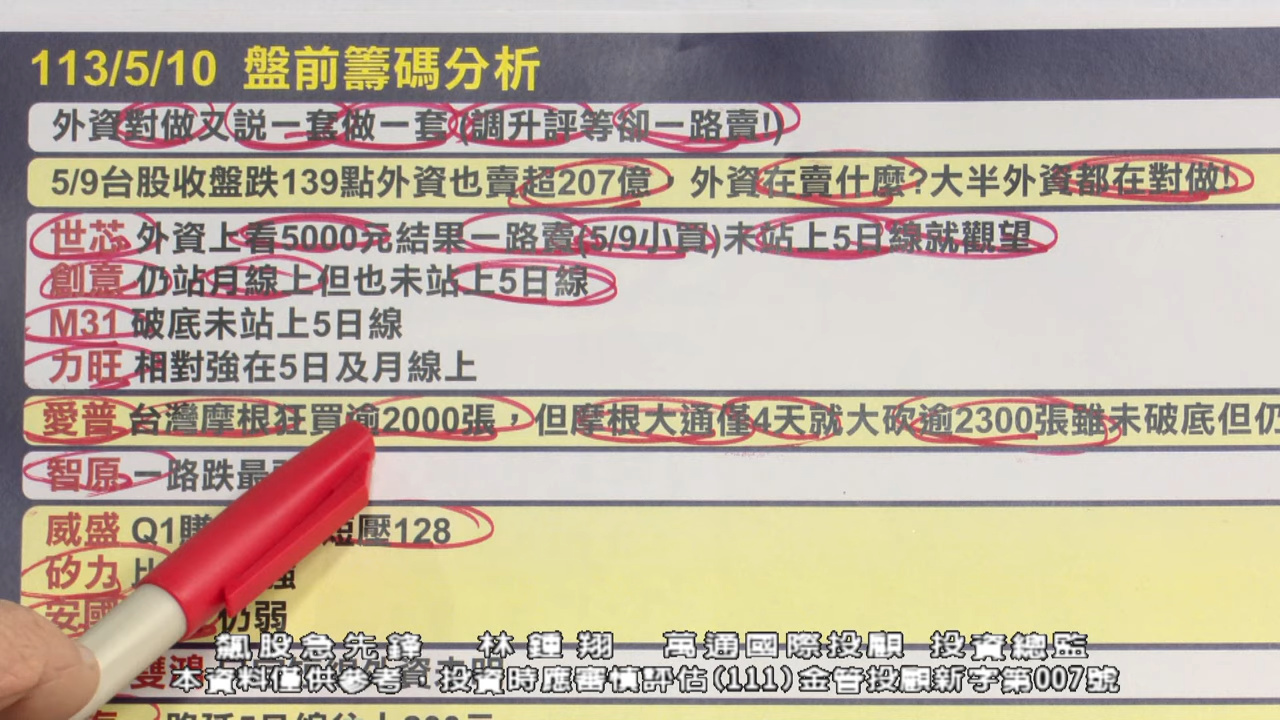 113/5/10 盤前籌碼分析
外資對做又説一套做一套(調升評等卻一路賣!)
5/9台股收盤跌139點外資也賣超207億，外資在賣什麼?大半外資都在對做!
世芯 外資上看5000元結果一路賣(5/9小買)未站上5日線就觀望
創意 仍站月線上但也未站上5日線
M31 破底未站上5日線
力旺 相對強在5日及月線上
愛普 台灣摩根狂買逾2000張，但摩根大通僅4天就大砍逾2300張雖未破底但仍
智原 一路跌最
威盛 Q1賺 短壓128
矽力 比 強
安國 仍弱
飆股急先鋒 林鍾翔 萬通國際投顧 投資總監
雙鴻
本資料僅供參考，投資時應審慎評估(111)金管投顧新字第007號